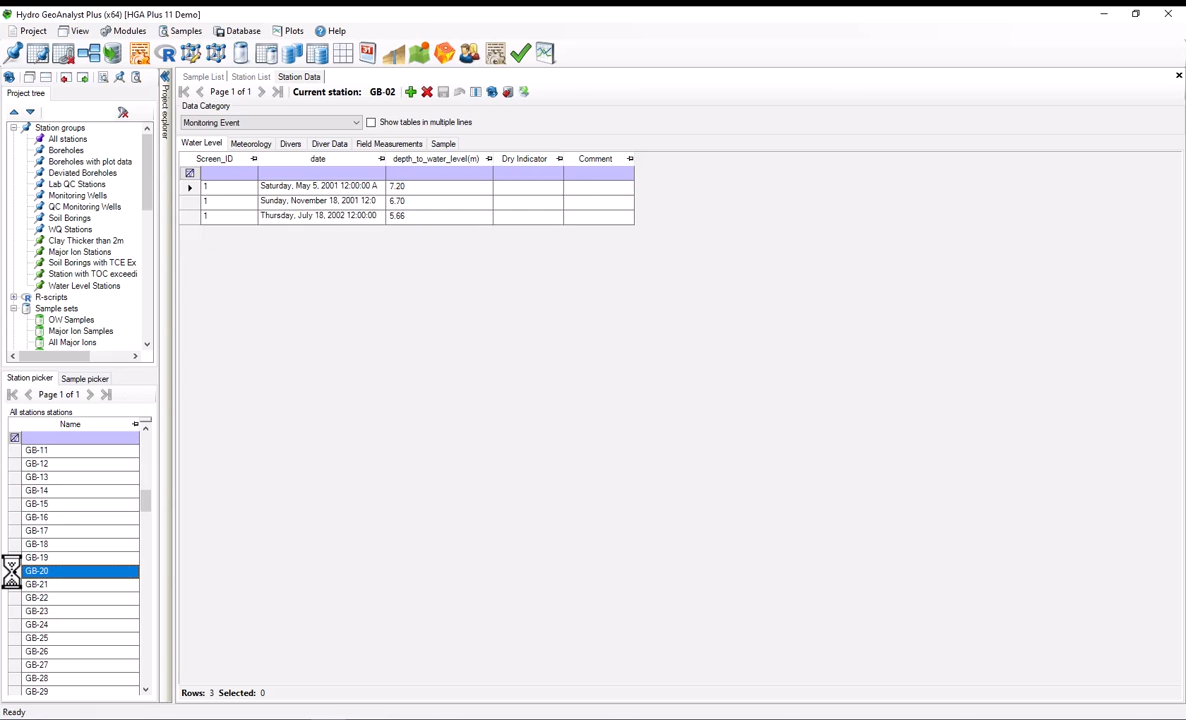 Hydro GeoAnalyst Plus (x64) [HGA Plus 11 Demo]
Project View Modules Samples Database Plots Help
Project tree
Station groups
All stations
Boreholes
Boreholes with plot data
Deviated Boreholes
Lab QC Stations
Monitoring Wells
QC Monitoring Wells
Soil Borings
WQ Stations
Clay Thicker than 2m
Major Ion Stations
Soil Borings with TCE Ex
Station with TOC exceedi
Water Level Stations
R-scripts
Sample sets
OW Samples
Major Ion Samples
All Major Ions
Project explorer
Station picker Sample picker
Page 1 of 1
All stations stations
Name
GB-11
GB-12
GB-13
GB-14
GB-15
GB-16
GB-17
GB-18
GB-19
GB-20
GB-21
GB-22
GB-23
GB-24
GB-25
GB-26
GB-27
GB-28
GB-29
Sample List Station List Station Data
Page 1 of 1 Current station: GB-02
Data Category
Monitoring Event Show tables in multiple lines
Water Level Meteorology Divers Diver Data Field Measurements Sample
Screen_ID date depth_to_water_level(m) Dry Indicator Comment
1 Saturday, May 5, 2001 12:00:00 A 7.20
1 Sunday, November 18, 2001 12:0 6.70
1 Thursday, July 18, 2002 12:00:00 5.66
Rows: 3 Selected: 0
Ready